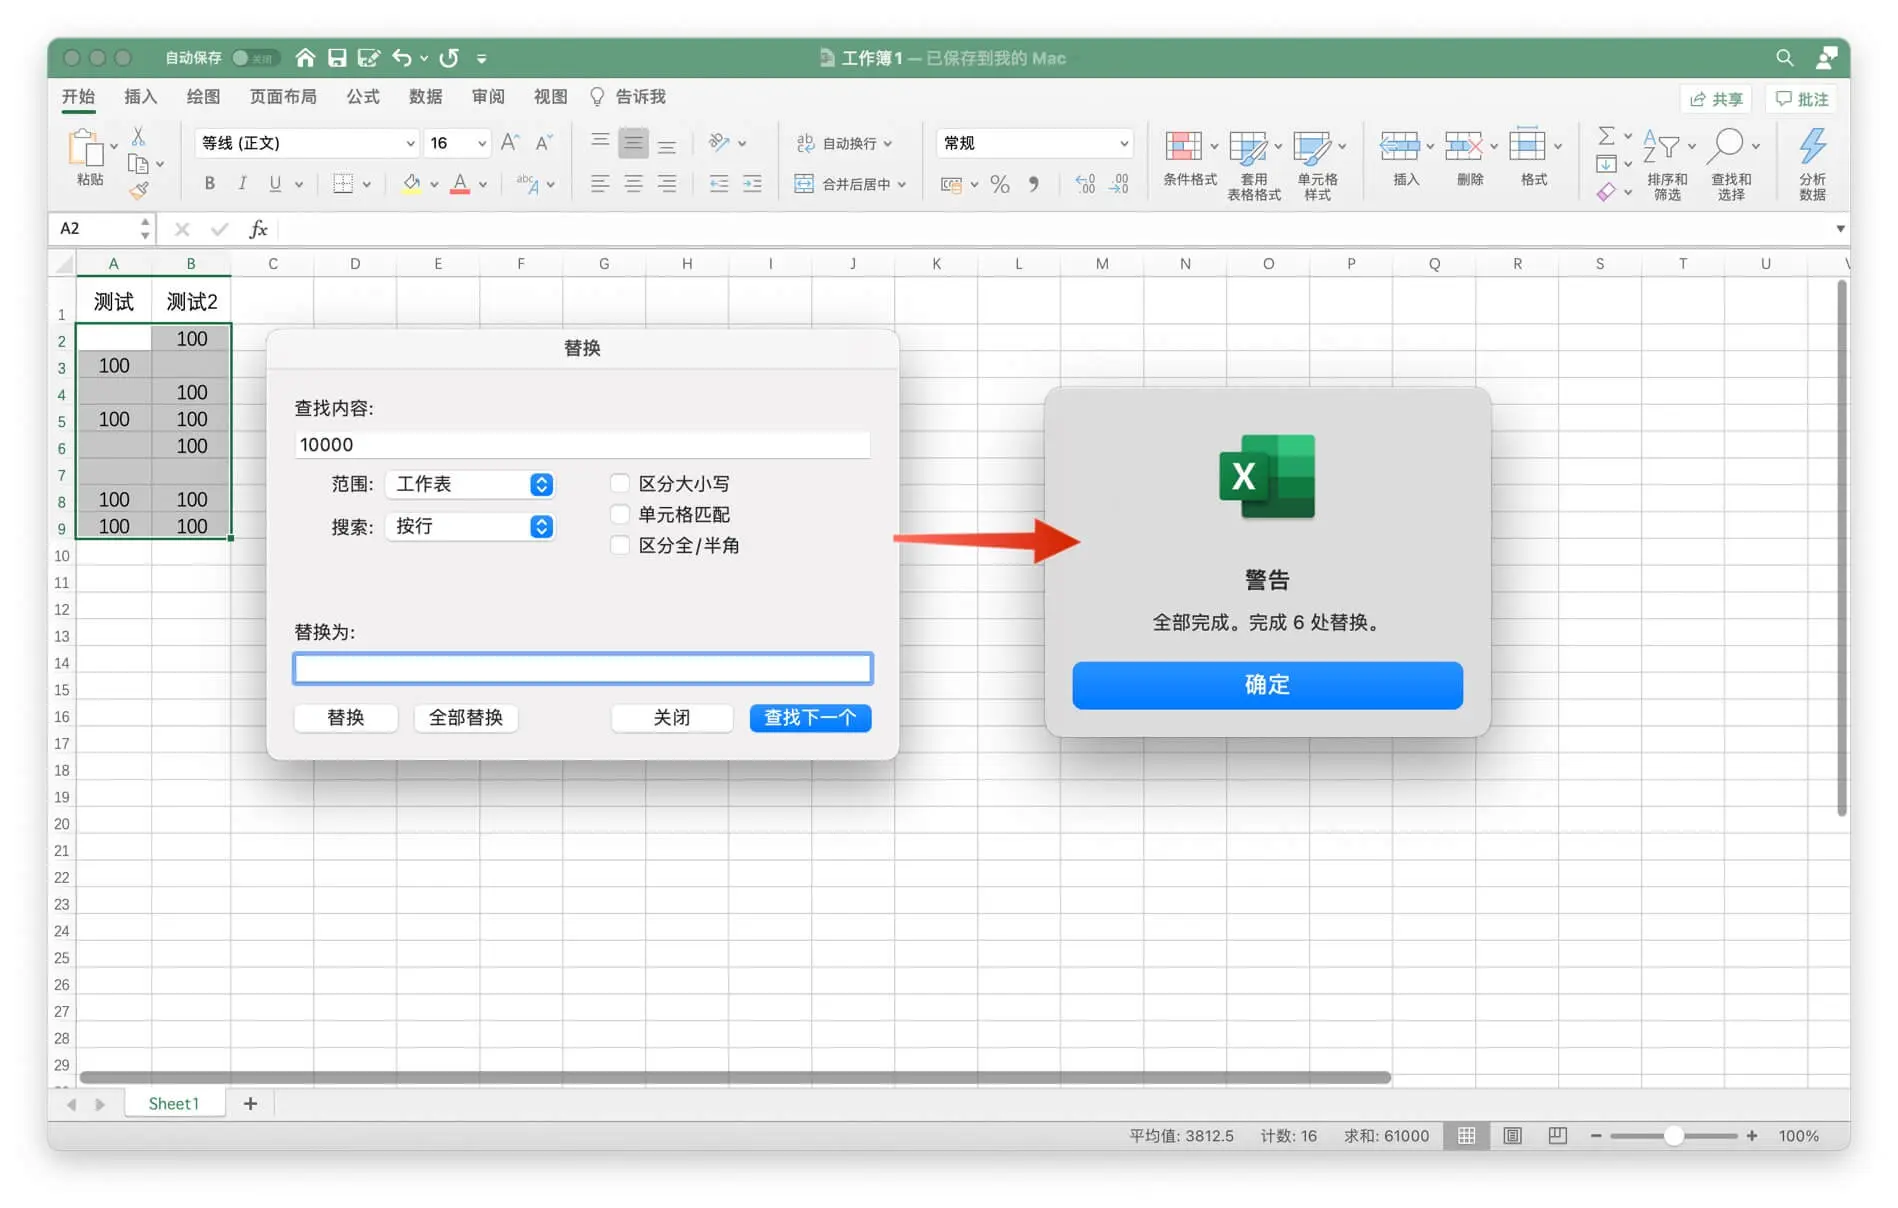 自动保存 关闭
工作簿1 — 已保存到我的 Mac
开始 插入 绘图 页面布局 公式 数据 审阅 视图 告诉我
共享 批注
粘贴
等线 (正文) 16 A A
B I U A abc A
ab 自动换行
合并后居中
常规
% .00 .00
条件格式 套用 表格格式 单元格 样式
插入 删除 格式
排序和 筛选 查找和 选择
分析 数据
A2 fx
A B C D E F G H I J K L M N O P Q R S T U
1 测试 测试2
2 100
3 100
4 100
5 100 100
6 100
7
8 100 100
9 100 100
10
11
12
13
14
15
16
17
18
19
20
21
22
23
24
25
26
27
28
29
替换
查找内容:
10000
范围: 工作表 区分大小写
单元格匹配
搜索: 按行
区分全/半角
替换为:
替换 全部替换 关闭 查找下一个
X
警告
全部完成。完成 6 处替换。
确定
Sheet1 +
平均值: 3812.5 计数: 16 求和: 61000 100%